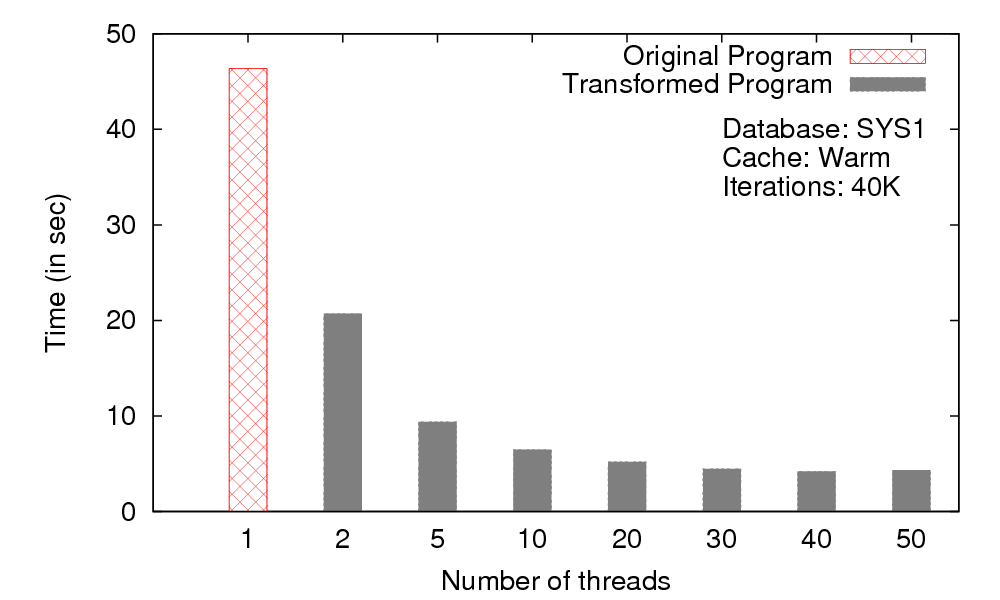 50
40
30
20
10
0
Time (in sec)
Original Program
Transformed Program
Database: SYS1
Cache: Warm
Iterations: 40K
1 2 5 10 20 30 40 50
Number of threads